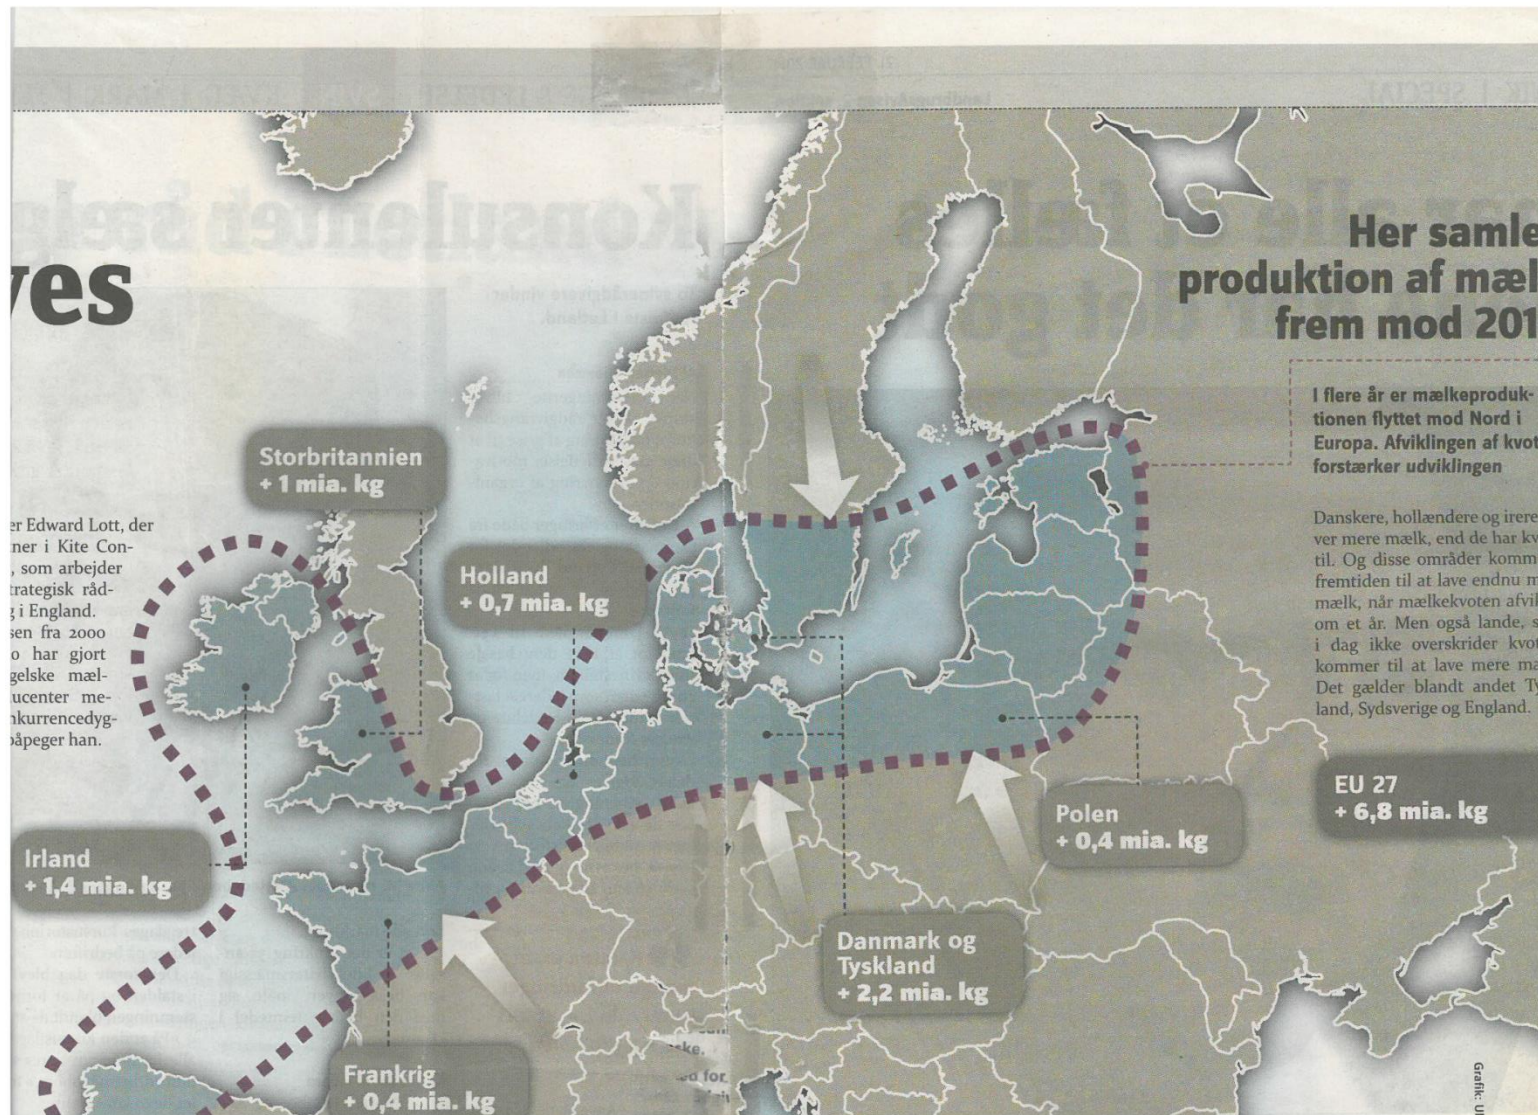 ves
er Edward Lott, der
tner i Kite Con-
, som arbejder
trategisk råd-
g i England.
sen fra 2000
o har gjort
gelske mæl-
ucenter me-
nkurrencedyg-
påpeger han.
Storbritannien
+ 1 mia. kg
Holland
+ 0,7 mia. kg
Irland
+ 1,4 mia. kg
Frankrig
+ 0,4 mia. kg
Danmark og
Tyskland
+ 2,2 mia. kg
Polen
+ 0,4 mia. kg
EU 27
+ 6,8 mia. kg
Her samle
produktion af mæl
frem mod 201
I flere år er mælkeproduk-
tionen flyttet mod Nord i
Europa. Afviklingen af kvot
forstærker udviklingen
Danskere, hollændere og irere
ver mere mælk, end de har kv
til. Og disse områder komm
fremtiden til at lave endnu m
mælk, når mælkekvoten afvik
om et år. Men også lande, s
i dag ikke overskrider kvot
kommer til at lave mere mæ
Det gælder blandt andet Ty
land, Sydsverige og England.
Grafik: Ul